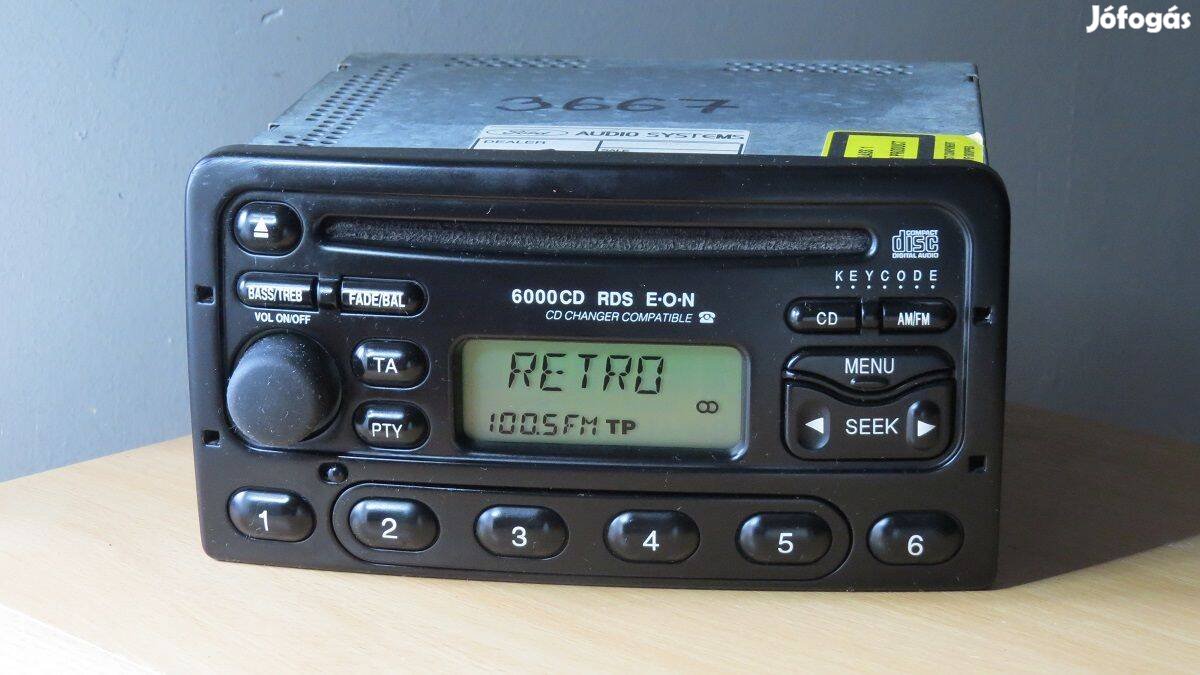 Jófogás
3667
Ford AUDIO SYSTEMS
DEALER
COMPACT
disc
DIGITAL AUDIO
KEYCODE
BASS/TREB FADE/BAL
6000CD RDS E·O·N
CD CHANGER COMPATIBLE
CD AM/FM
VOL ON/OFF
TA
MENU
RETRO
PTY
100.5FM TP
SEEK
1 2 3 4 5 6